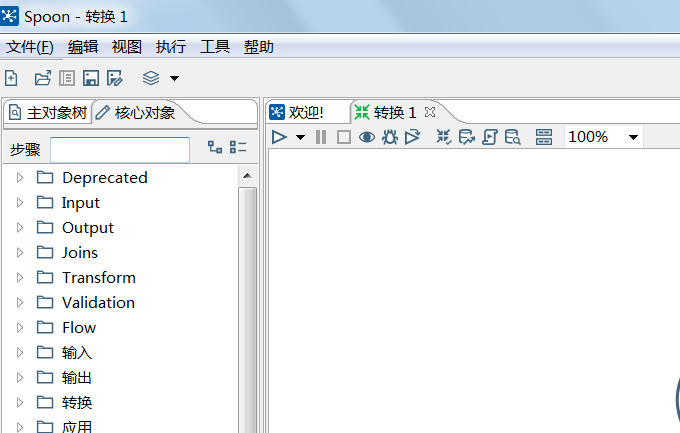 Spoon - 转换 1
文件(F) 编辑 视图 执行 工具 帮助
主对象树 核心对象 欢迎! 转换 1
步骤 100%
Deprecated
Input
Output
Joins
Transform
Validation
Flow
输入
输出
转换
应用